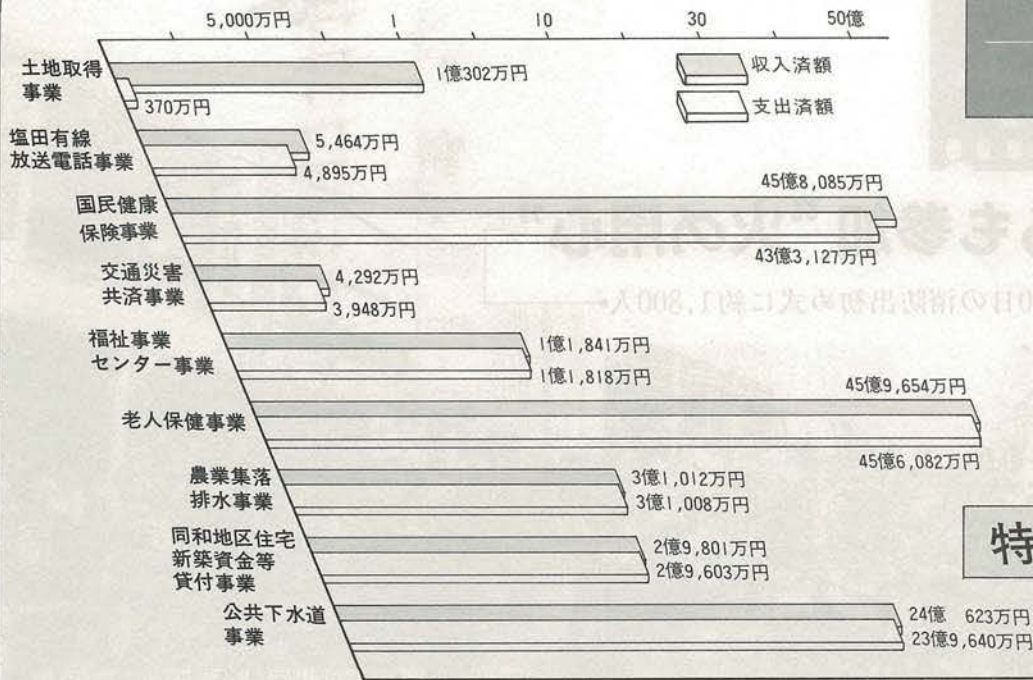 5,000万円 1 10 30 50億
収入済額
支出済額
土地取得
事業
1億302万円
370万円
塩田有線
放送電話事業
5,464万円
4,895万円
国民健康
保険事業
45億8,085万円
43億3,127万円
交通災害
共済事業
4,292万円
3,948万円
福祉事業
センター事業
1億1,841万円
1億1,818万円
老人保健事業
45億9,654万円
45億6,082万円
農業集落
排水事業
3億1,012万円
3億1,008万円
同和地区住宅
新築資金等
貸付事業
2億9,801万円
2億9,603万円
公共下水道
事業
24億 623万円
23億9,640万円
特